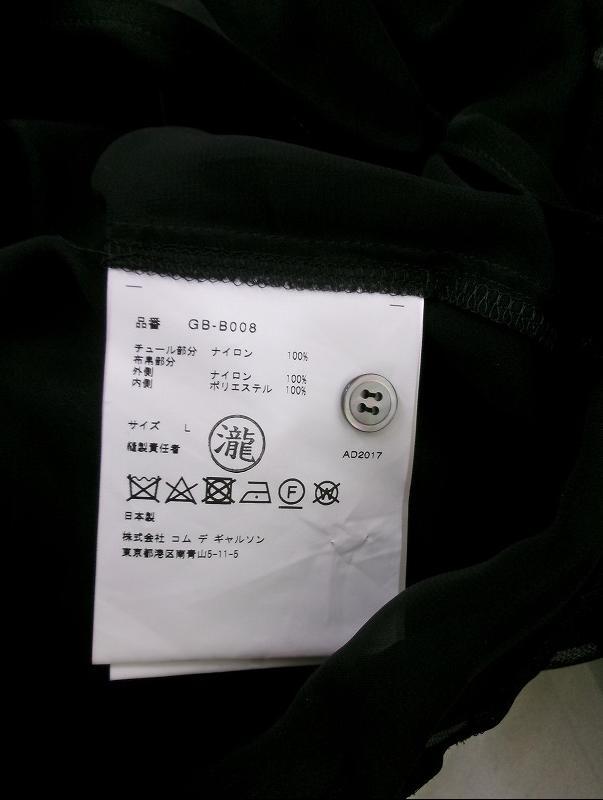 品番 GB-B008
チュール部分 ナイロン 100%
布帛部分
外側 ナイロン 100%
内側 ポリエステル 100%
サイズ L
縫製責任者 瀧
AD2017
F W
日本製
株式会社 コム デ ギャルソン
東京都港区南青山5-11-5